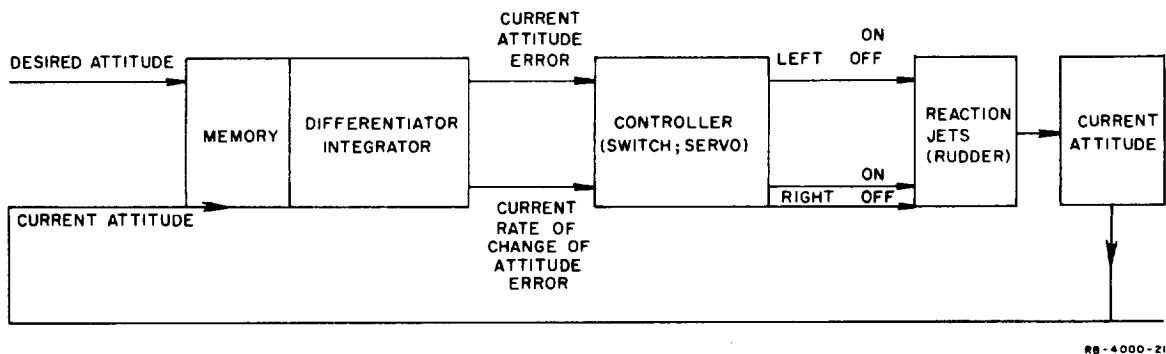 DESIRED ATTITUDE
MEMORY
DIFFERENTIATOR
INTEGRATOR
CURRENT
ATTITUDE
ERROR
CURRENT
RATE OF
CHANGE OF
ATTITUDE
ERROR
CONTROLLER
(SWITCH; SERVO)
ON
LEFT OFF
ON
RIGHT OFF
REACTION
JETS
(RUDDER)
CURRENT
ATTITUDE
CURRENT ATTITUDE
RB-4000-21